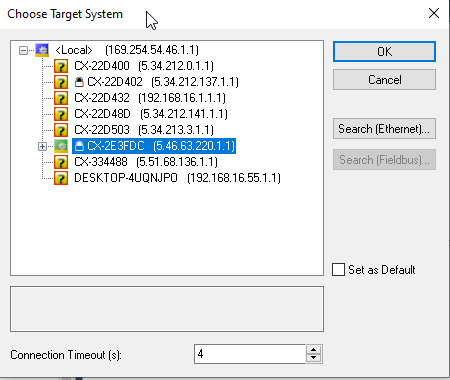 Choose Target System
<Local> (169.254.54.46.1.1)
CX-22D400 (5.34.212.0.1.1)
CX-22D402 (5.34.212.137.1.1)
CX-22D432 (192.168.16.1.1.1)
CX-22D48D (5.34.212.141.1.1)
CX-22D503 (5.34.213.3.1.1)
CX-2E3FDC (5.46.63.220.1.1)
CX-334488 (5.51.68.136.1.1)
DESKTOP-4UQNJPO (192.168.16.55.1.1)
OK
Cancel
Search (Ethernet)...
Search (Fieldbus)...
Set as Default
Connection Timeout (s):
4